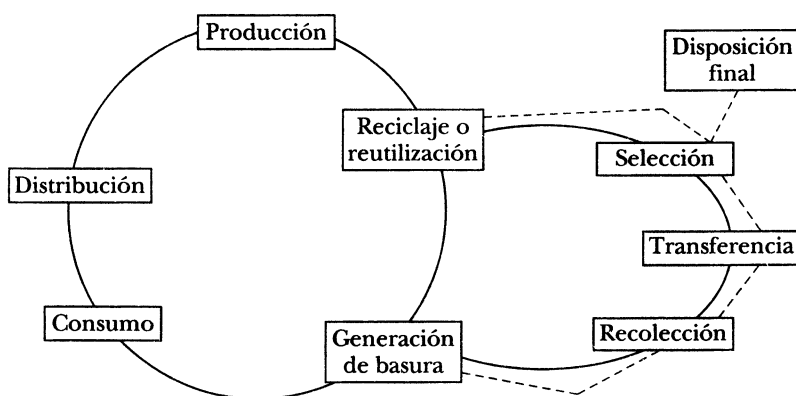 Producción
Disposición
final
Reciclaje o
reutilización
Selección
Distribución
Transferencia
Consumo
Generación
de basura
Recolección